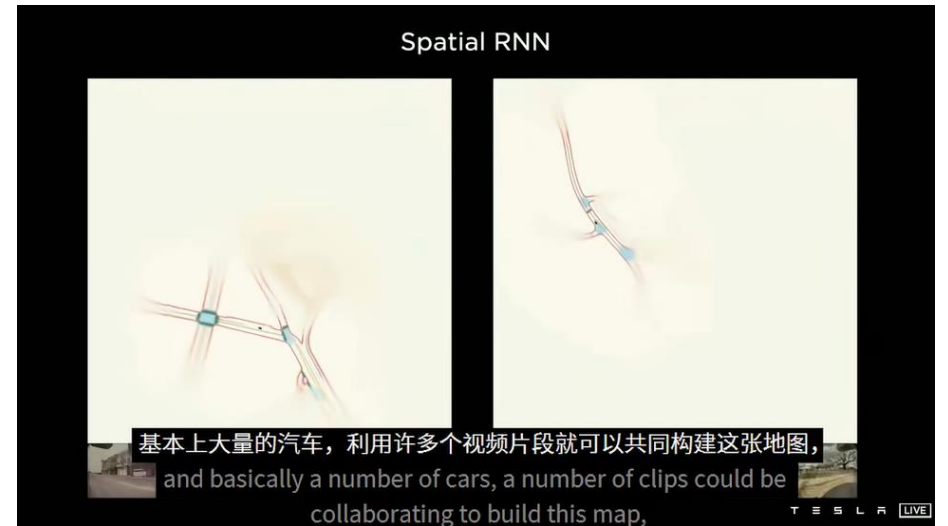 Spatial RNN
基本上大量的汽车，利用许多个视频片段就可以共同构建这张地图，
and basically a number of cars, a number of clips could be
collaborating to build this map,
TESLA LIVE